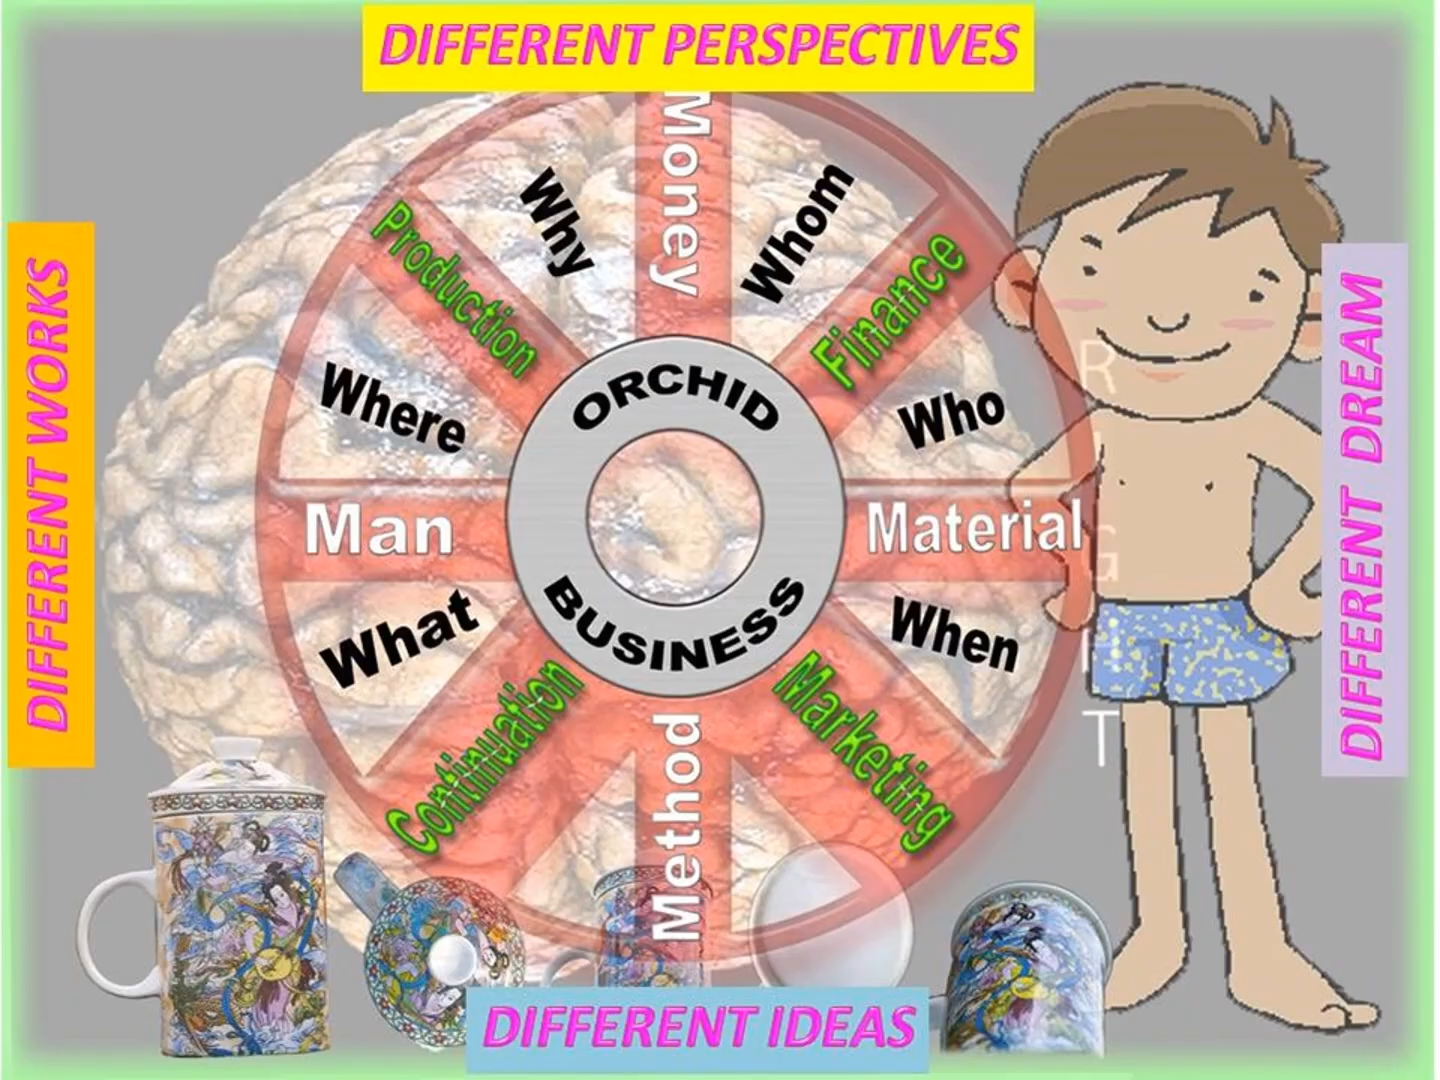 DIFFERENT PERSPECTIVES
DIFFERENT WORKS
DIFFERENT DREAM
Money
Why
Whom
Production
Finance
Where
Who
ORCHID
BUSINESS
Man
Material
What
When
Continuation
Marketing
Method
DIFFERENT IDEAS